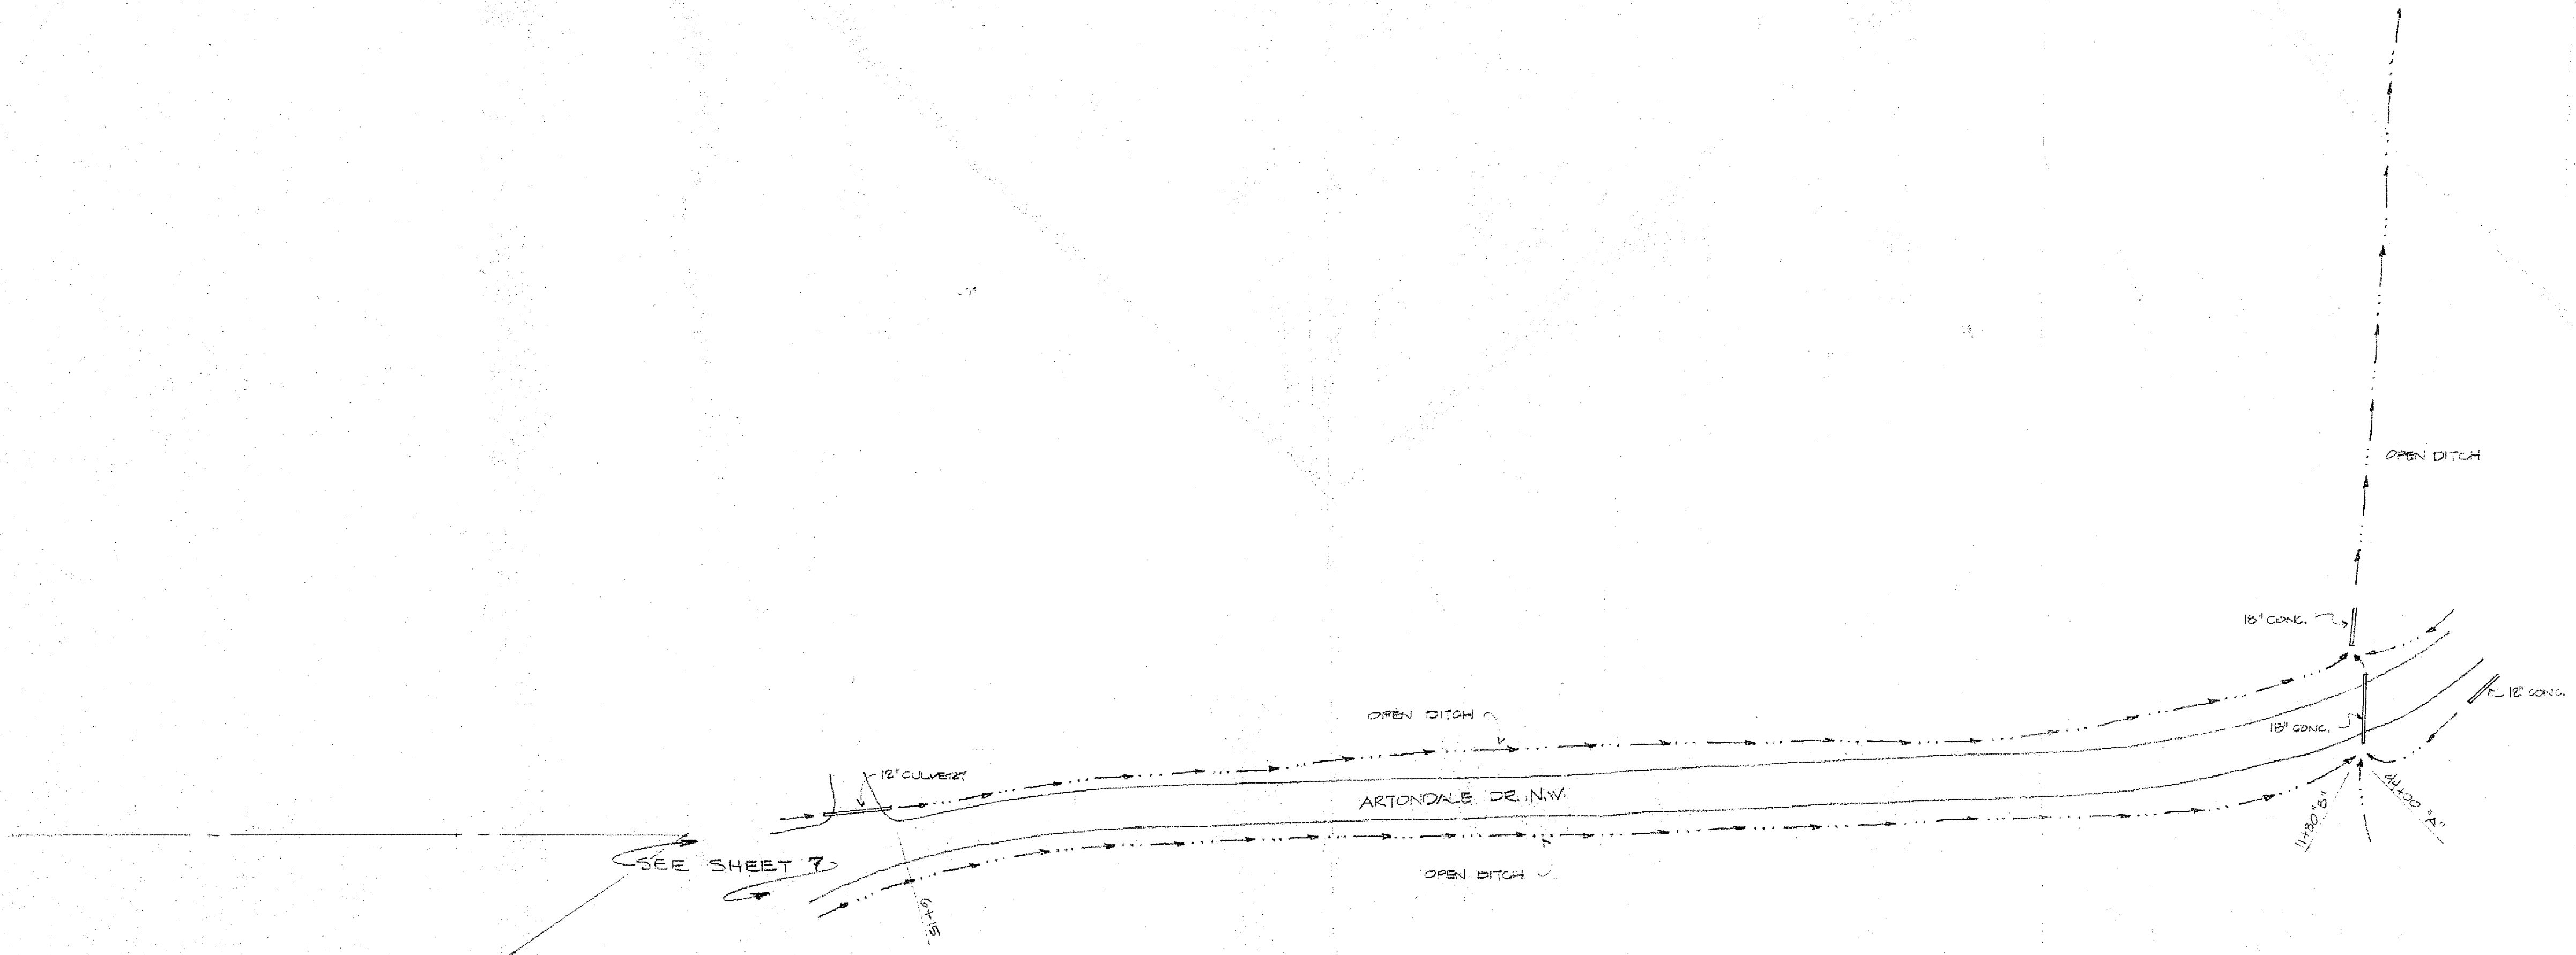 OPEN DITCH
18" CONC.
12" CONC.
OPEN DITCH
18" CONC.
12" CULVERT
ARTONDALE DR. N.W.
SEE SHEET 7
OPEN DITCH
6+15
11+80 "B"
94+00 "A"